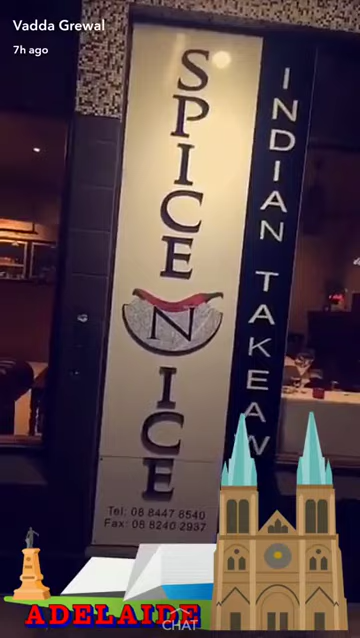 Vadda Grewal
7h ago
SPICE
N
ICE
INDIAN TAKEAW
Tel: 08 8447 6540
Fax: 08 8240 2937
ADELAIDE
CHAT